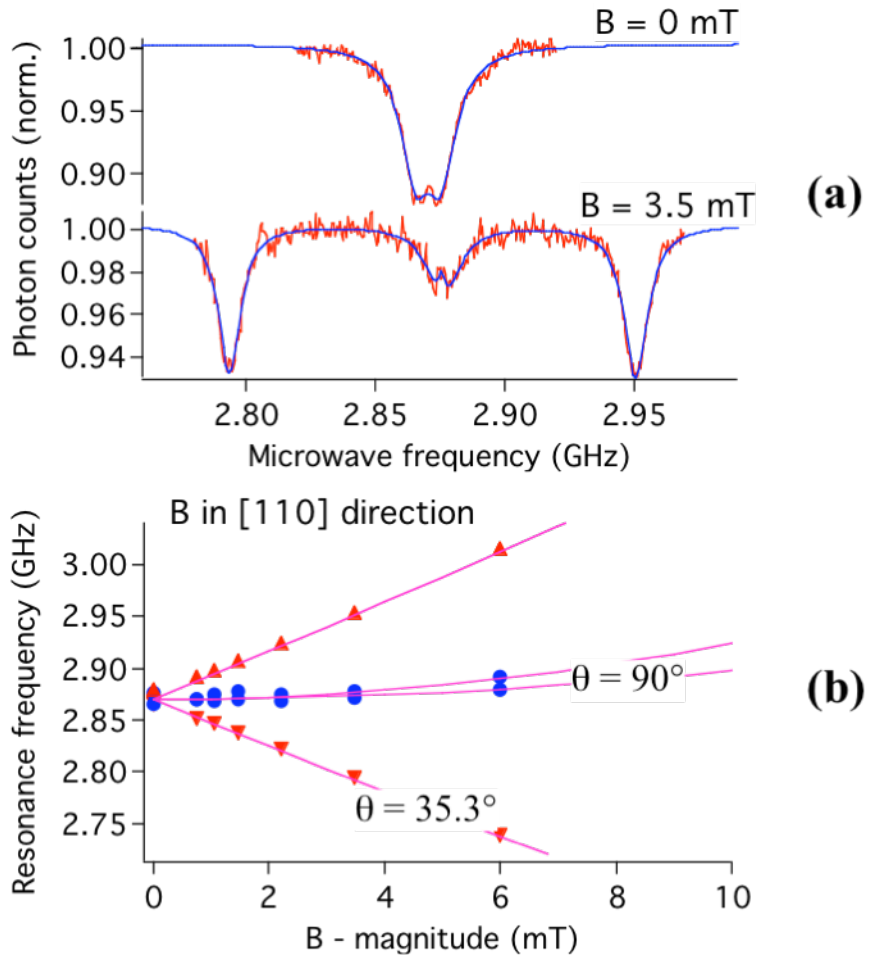 B = 0 mT
1.00
0.95
0.90
Photon counts (norm.)
(a)
B = 3.5 mT
1.00
0.98
0.96
0.94
2.80 2.85 2.90 2.95
Microwave frequency (GHz)
B in [110] direction
Resonance frequency (GHz)
3.00
2.95
2.90
2.85
2.80
2.75
θ = 90°
(b)
θ = 35.3°
0 2 4 6 8 10
B - magnitude (mT)